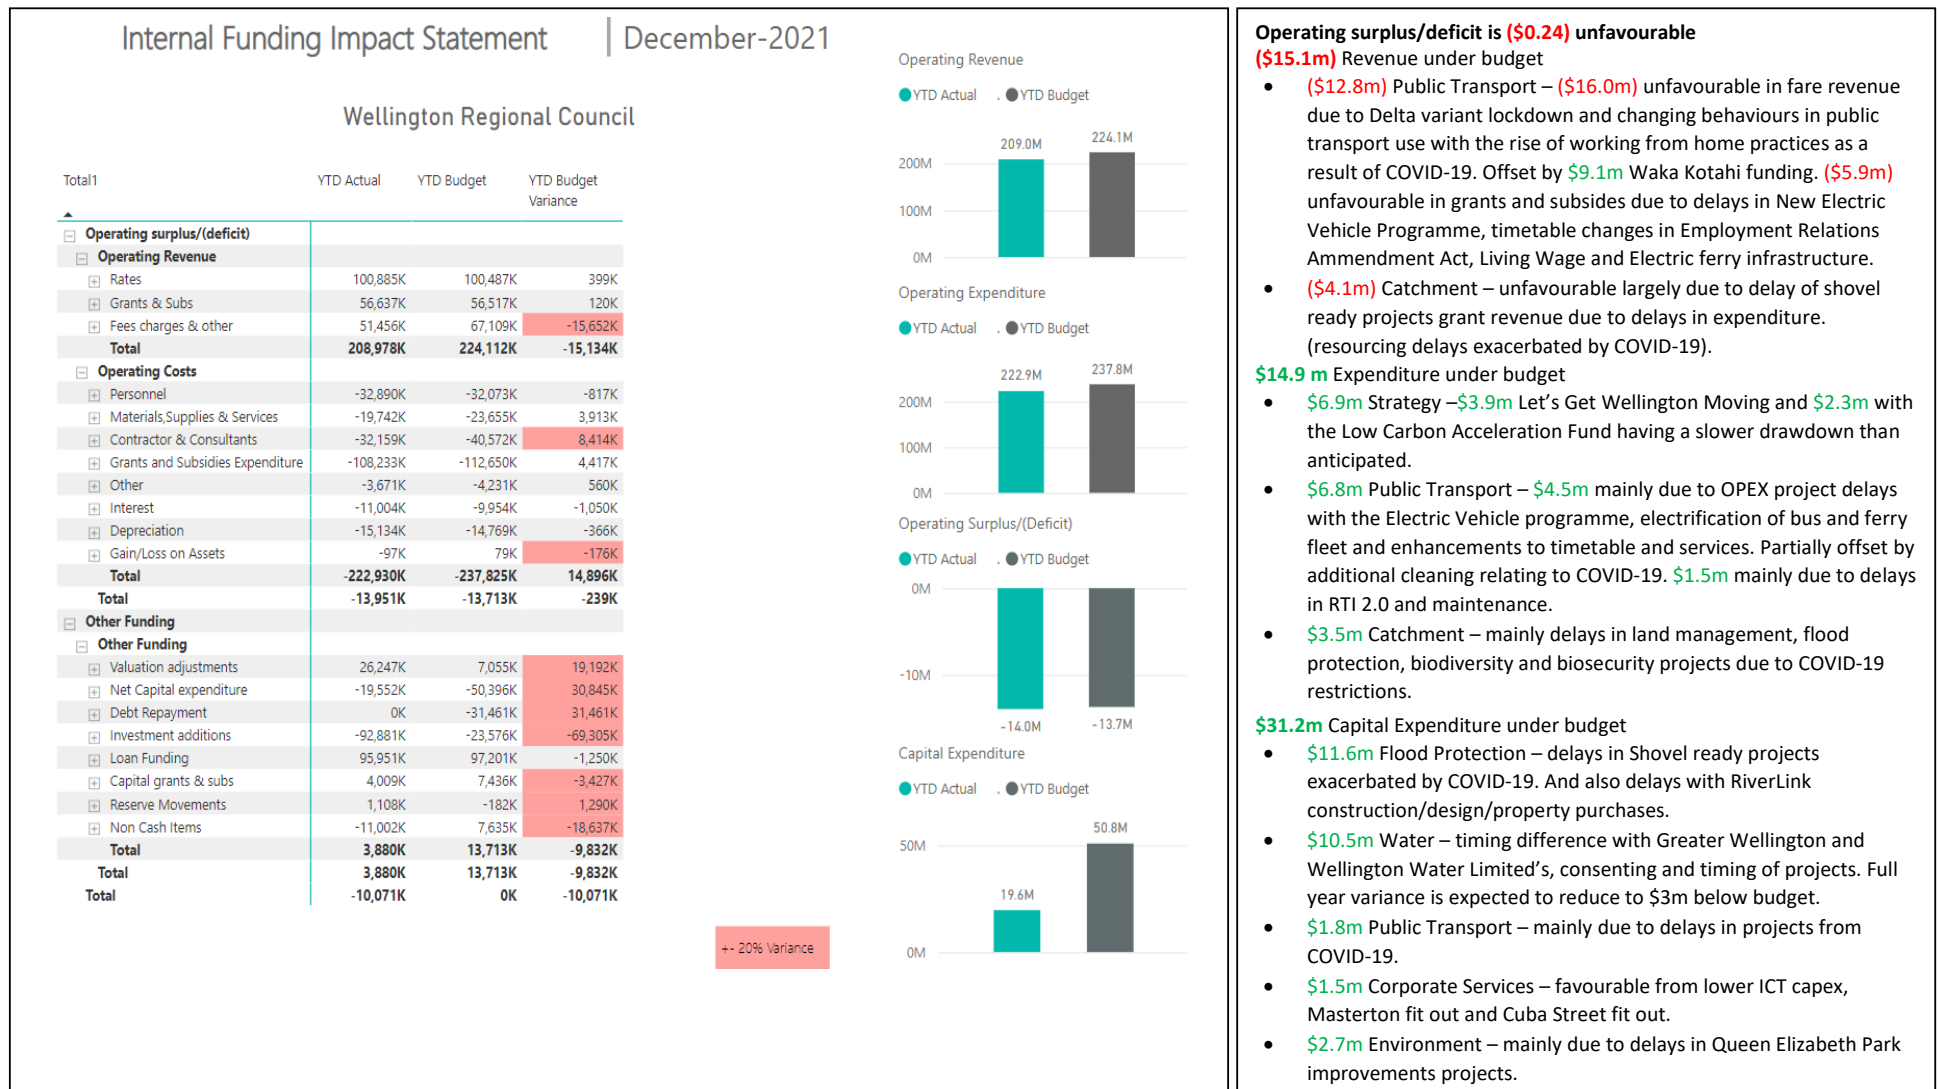 Internal Funding Impact Statement | December-2021
Wellington Regional Council
Total1 YTD Actual YTD Budget YTD Budget Variance
Operating surplus/(deficit)
Operating Revenue
Rates 100,885K 100,487K 399K
Grants & Subs 56,637K 56,517K 120K
Fees charges & other 51,456K 67,109K -15,652K
Total 208,978K 224,112K -15,134K
Operating Costs
Personnel -32,890K -32,073K -817K
Materials,Supplies & Services -19,742K -23,655K 3,913K
Contractor & Consultants -32,159K -40,572K 8,414K
Grants and Subsidies Expenditure -108,233K -112,650K 4,417K
Other -3,671K -4,231K 560K
Interest -11,004K -9,954K -1,050K
Depreciation -15,134K -14,769K -366K
Gain/Loss on Assets -97K 79K -176K
Total -222,930K -237,825K 14,896K
Total -13,951K -13,713K -239K
Other Funding
Other Funding
Valuation adjustments 26,247K 7,055K 19,192K
Net Capital expenditure -19,552K -50,396K 30,845K
Debt Repayment 0K -31,461K 31,461K
Investment additions -92,881K -23,576K -69,305K
Loan Funding 95,951K 97,201K -1,250K
Capital grants & subs 4,009K 7,436K -3,427K
Reserve Movements 1,108K -182K 1,290K
Non Cash Items -11,002K 7,635K -18,637K
Total 3,880K 13,713K -9,832K
Total 3,880K 13,713K -9,832K
Total -10,071K 0K -10,071K
+- 20% Variance
Operating Revenue
YTD Actual . YTD Budget
209.0M 224.1M
200M
100M
0M
Operating Expenditure
YTD Actual . YTD Budget
222.9M 237.8M
200M
100M
0M
Operating Surplus/(Deficit)
YTD Actual . YTD Budget
0M
-10M
-14.0M -13.7M
Capital Expenditure
YTD Actual . YTD Budget
50.8M
50M
19.6M
0M
Operating surplus/deficit is ($0.24) unfavourable
($15.1m) Revenue under budget
• ($12.8m) Public Transport – ($16.0m) unfavourable in fare revenue
due to Delta variant lockdown and changing behaviours in public
transport use with the rise of working from home practices as a
result of COVID-19. Offset by $9.1m Waka Kotahi funding. ($5.9m)
unfavourable in grants and subsides due to delays in New Electric
Vehicle Programme, timetable changes in Employment Relations
Ammendment Act, Living Wage and Electric ferry infrastructure.
• ($4.1m) Catchment – unfavourable largely due to delay of shovel
ready projects grant revenue due to delays in expenditure.
(resourcing delays exacerbated by COVID-19).
$14.9 m Expenditure under budget
• $6.9m Strategy –$3.9m Let's Get Wellington Moving and $2.3m with
the Low Carbon Acceleration Fund having a slower drawdown than
anticipated.
• $6.8m Public Transport – $4.5m mainly due to OPEX project delays
with the Electric Vehicle programme, electrification of bus and ferry
fleet and enhancements to timetable and services. Partially offset by
additional cleaning relating to COVID-19. $1.5m mainly due to delays
in RTI 2.0 and maintenance.
• $3.5m Catchment – mainly delays in land management, flood
protection, biodiversity and biosecurity projects due to COVID-19
restrictions.
$31.2m Capital Expenditure under budget
• $11.6m Flood Protection – delays in Shovel ready projects
exacerbated by COVID-19. And also delays with RiverLink
construction/design/property purchases.
• $10.5m Water – timing difference with Greater Wellington and
Wellington Water Limited's, consenting and timing of projects. Full
year variance is expected to reduce to $3m below budget.
• $1.8m Public Transport – mainly due to delays in projects from
COVID-19.
• $1.5m Corporate Services – favourable from lower ICT capex,
Masterton fit out and Cuba Street fit out.
• $2.7m Environment – mainly due to delays in Queen Elizabeth Park
improvements projects.